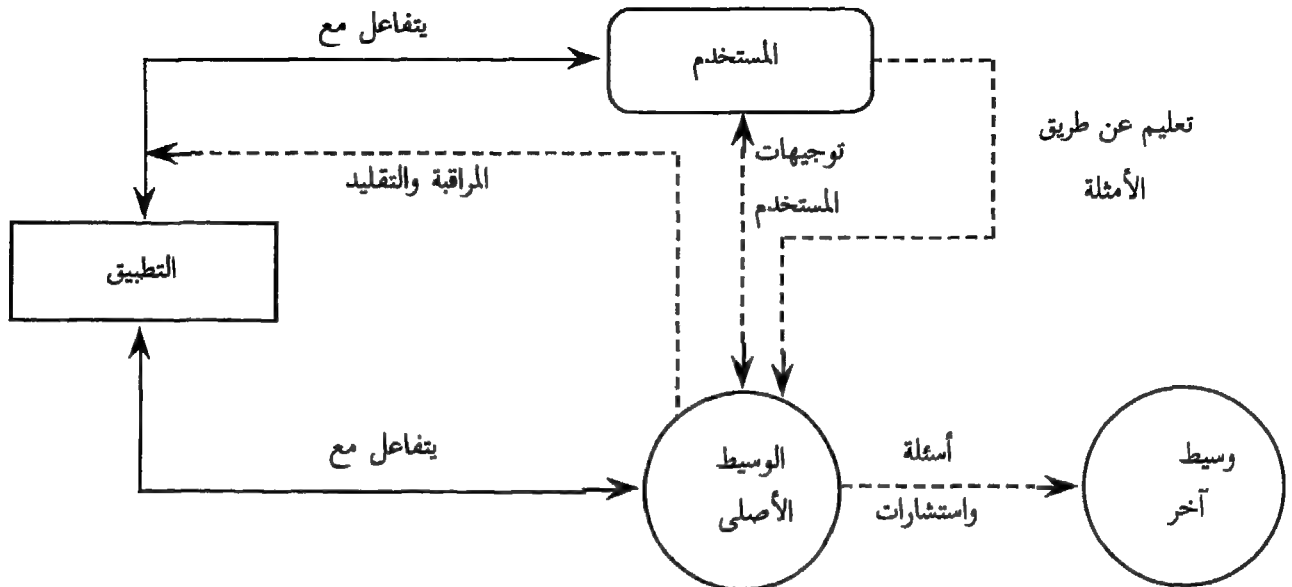 يتفاعل مع
المستخدم
تعليم عن طريق
الأمثلة
توجيهات
المستخدم
المراقبة والتقليد
التطبيق
يتفاعل مع
الوسيط
الأصلى
أسئلة
واستشارات
وسيط
آخر